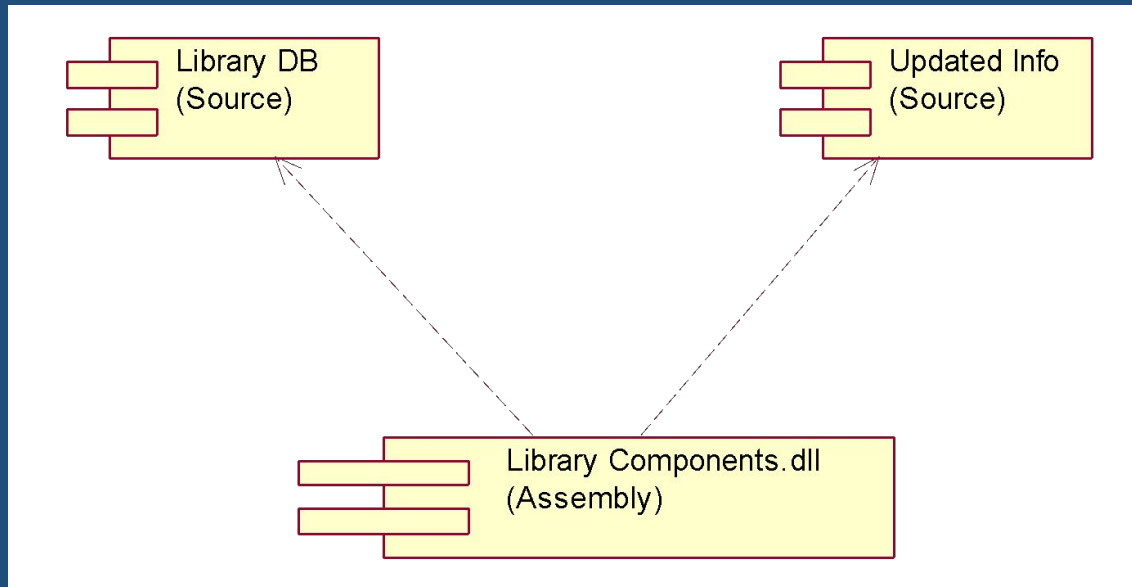 Library DB
(Source)
Updated Info
(Source)
Library Components.dll
(Assembly)